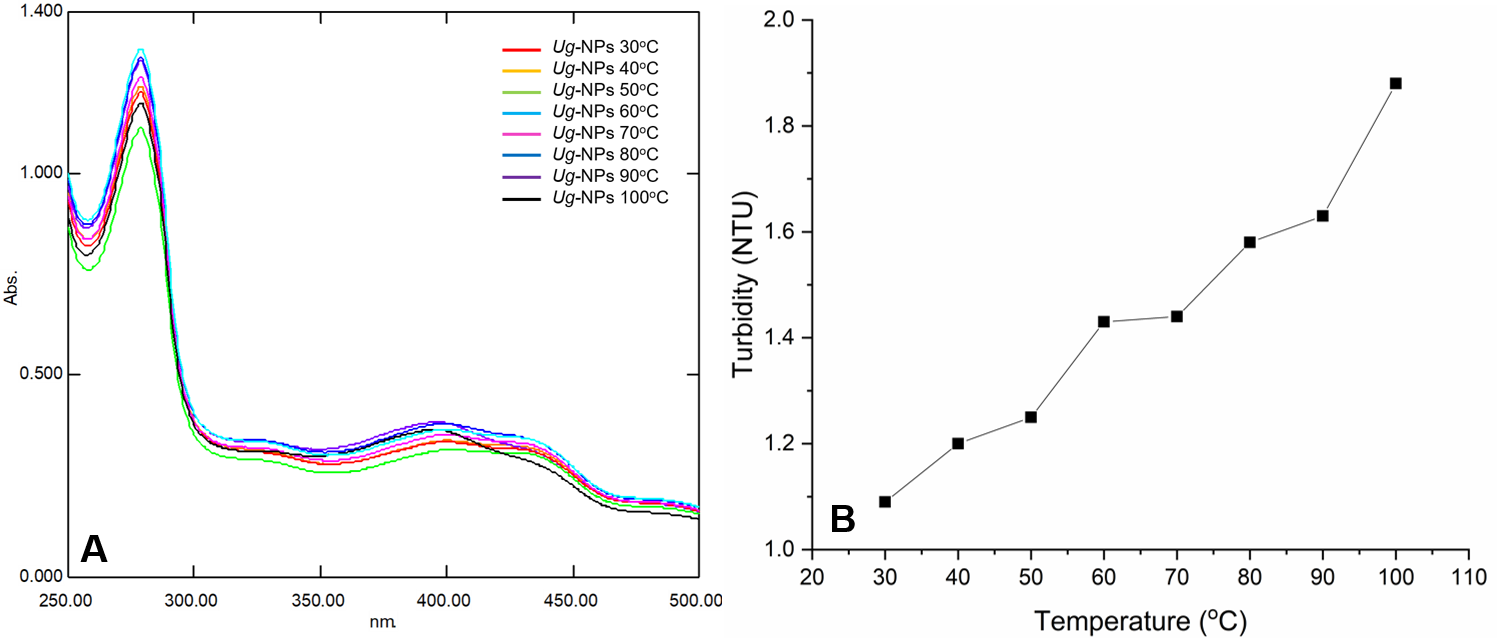 1.400
1.000
0.500
0.000
Abs.
250.00 300.00 350.00 400.00 450.00 500.00
nm.
Ug-NPs 30°C
Ug-NPs 40°C
Ug-NPs 50°C
Ug-NPs 60°C
Ug-NPs 70°C
Ug-NPs 80°C
Ug-NPs 90°C
Ug-NPs 100°C
A
2.0
1.8
1.6
1.4
1.2
1.0
Turbidity (NTU)
B
20 30 40 50 60 70 80 90 100 110
Temperature (°C)